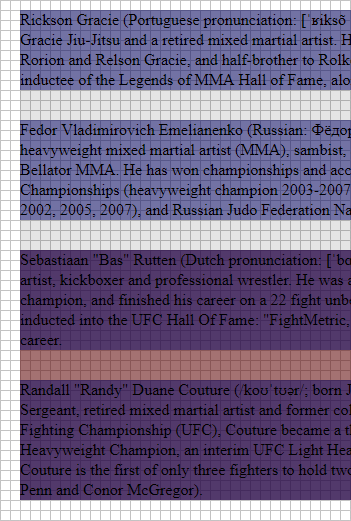 Rickson Gracie (Portuguese pronunciation: [ˈʁiksõ
Gracie Jiu-Jitsu and a retired mixed martial artist. H
Rorion and Relson Gracie, and half-brother to Rolk
inductee of the Legends of MMA Hall of Fame, alo
Fedor Vladimirovich Emelianenko (Russian: Фёдор
heavyweight mixed martial artist (MMA), sambist,
Bellator MMA. He has won championships and acc
Championships (heavyweight champion 2003-2007
2002, 2005, 2007), and Russian Judo Federation Na
Sebastiaan "Bas" Rutten (Dutch pronunciation: [ˈbɑ
artist, kickboxer and professional wrestler. He was a
champion, and finished his career on a 22 fight unbe
inducted into the UFC Hall Of Fame: "FightMetric,
career.
Randall "Randy" Duane Couture (/koʊˈtʊər/; born J
Sergeant, retired mixed martial artist and former col
Fighting Championship (UFC), Couture became a th
Heavyweight Champion, an interim UFC Light Hea
Couture is the first of only three fighters to hold two
Penn and Conor McGregor).